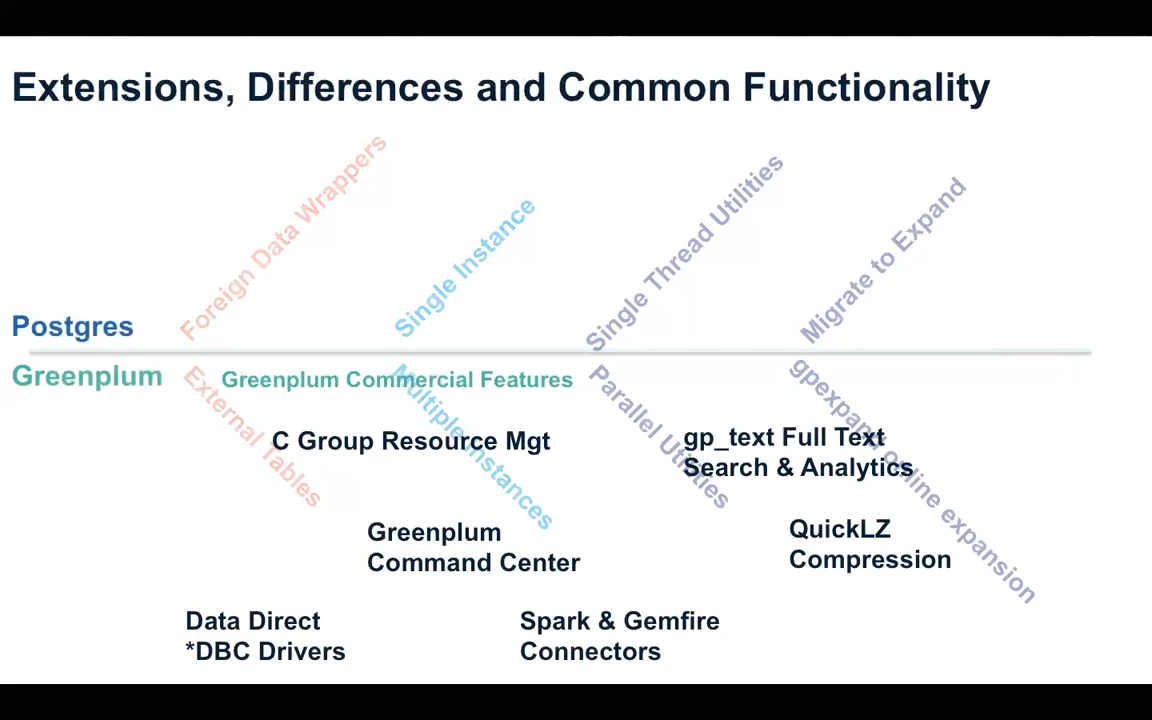 Extensions, Differences and Common Functionality
Foreign Data Wrappers
Single Instance
Single Thread Utilities
Migrate to Expand
Postgres
Greenplum
Greenplum Commercial Features
External Tables
Multiple Instances
Parallel Utilities
gpexpand online expansion
C Group Resource Mgt
gp_text Full Text
Search & Analytics
Greenplum
Command Center
QuickLZ
Compression
Data Direct
*DBC Drivers
Spark & Gemfire
Connectors